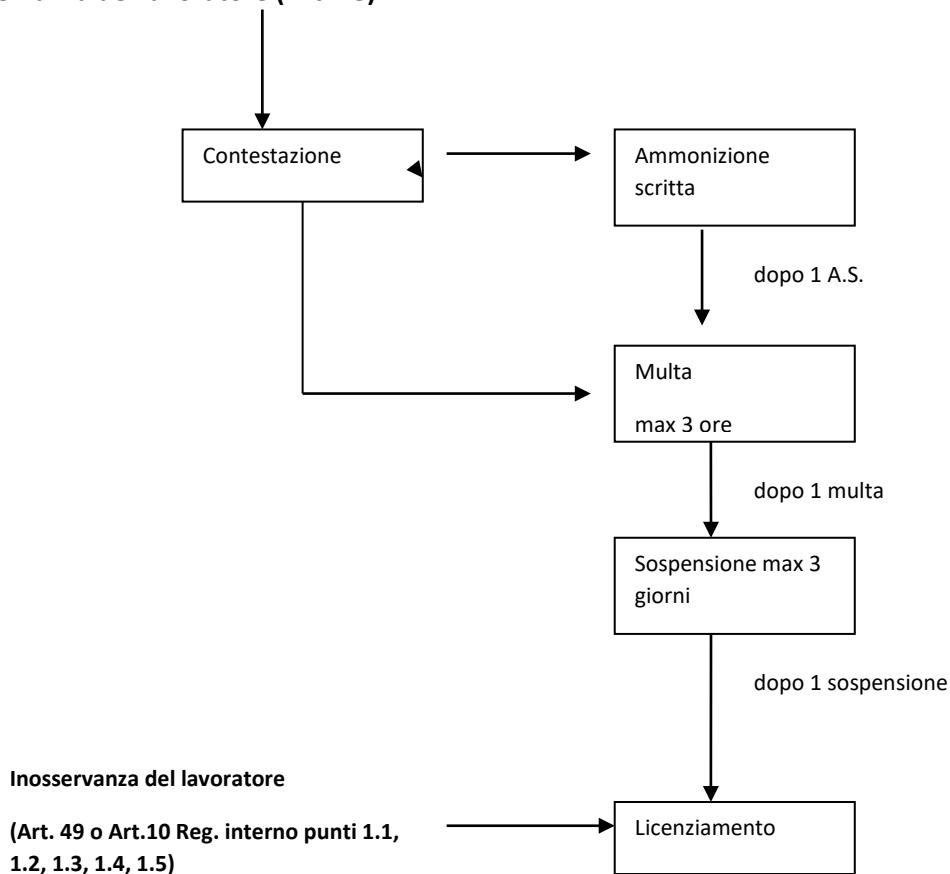 Contestazione
Ammonizione
scritta
dopo 1 A.S.
Multa
max 3 ore
dopo 1 multa
Sospensione max 3
giorni
dopo 1 sospensione
Inosservanza del lavoratore
(Art. 49 o Art.10 Reg. interno punti 1.1,
1.2, 1.3, 1.4, 1.5)
Licenziamento